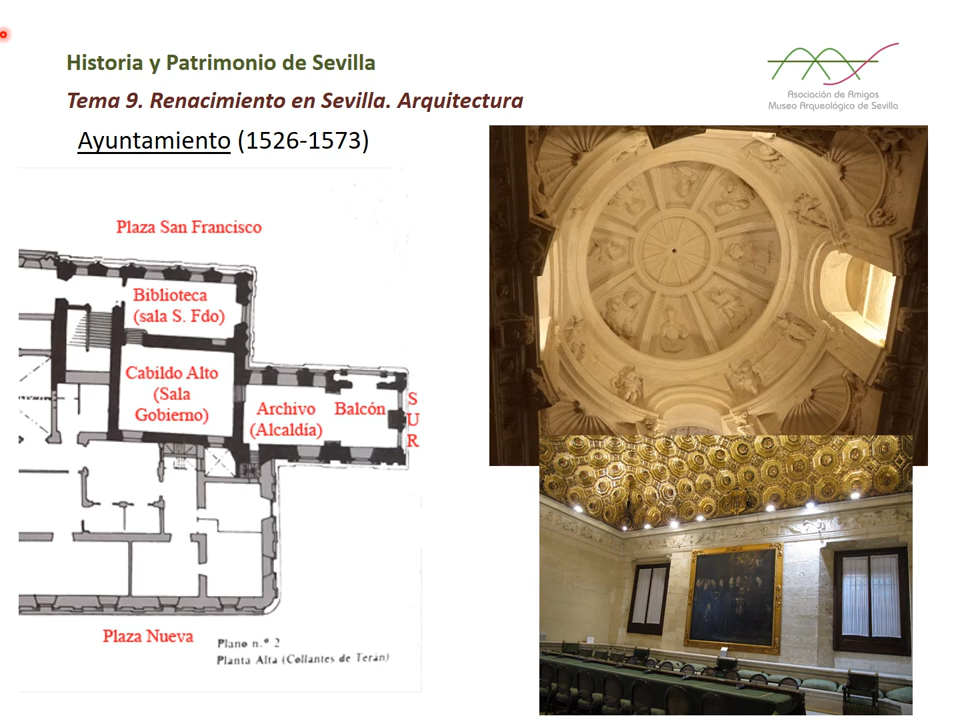 Historia y Patrimonio de Sevilla
Tema 9. Renacimiento en Sevilla. Arquitectura
Asociación de Amigos
Museo Arqueológico de Sevilla
Ayuntamiento (1526-1573)
Plaza San Francisco
Biblioteca
(sala S. Fdo)
Cabildo Alto
(Sala
Gobierno)
Archivo
(Alcaldía)
Balcón
S
U
R
Plaza Nueva
Plano n.º 2
Planta Alta (Collantes de Terán)